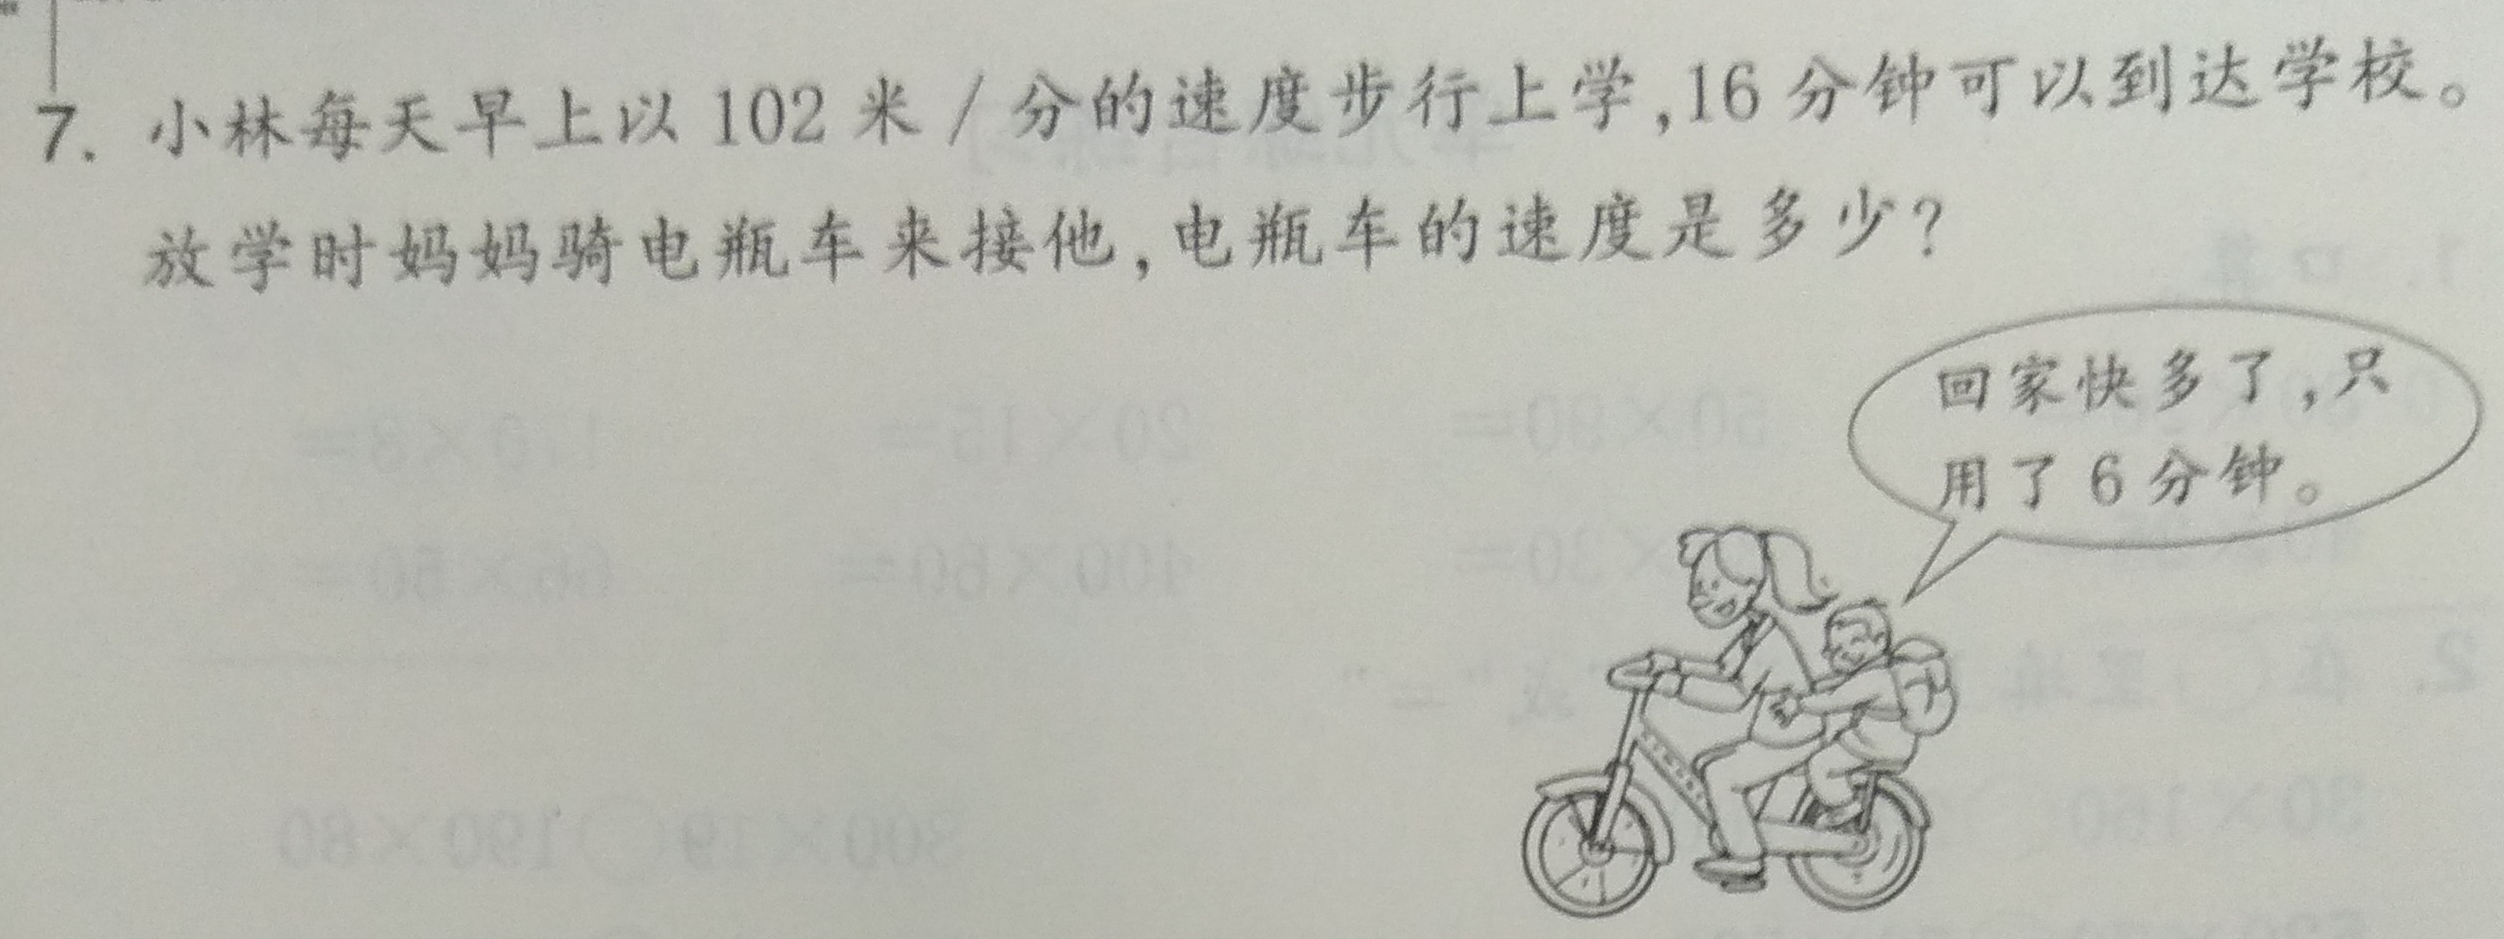 7. 小林每天早上以 102 米 / 分的速度步行上学,16 分钟可以到达学校。
放学时妈妈骑电瓶车来接他,电瓶车的速度是多少?
回家快多了,只
用了 6 分钟。